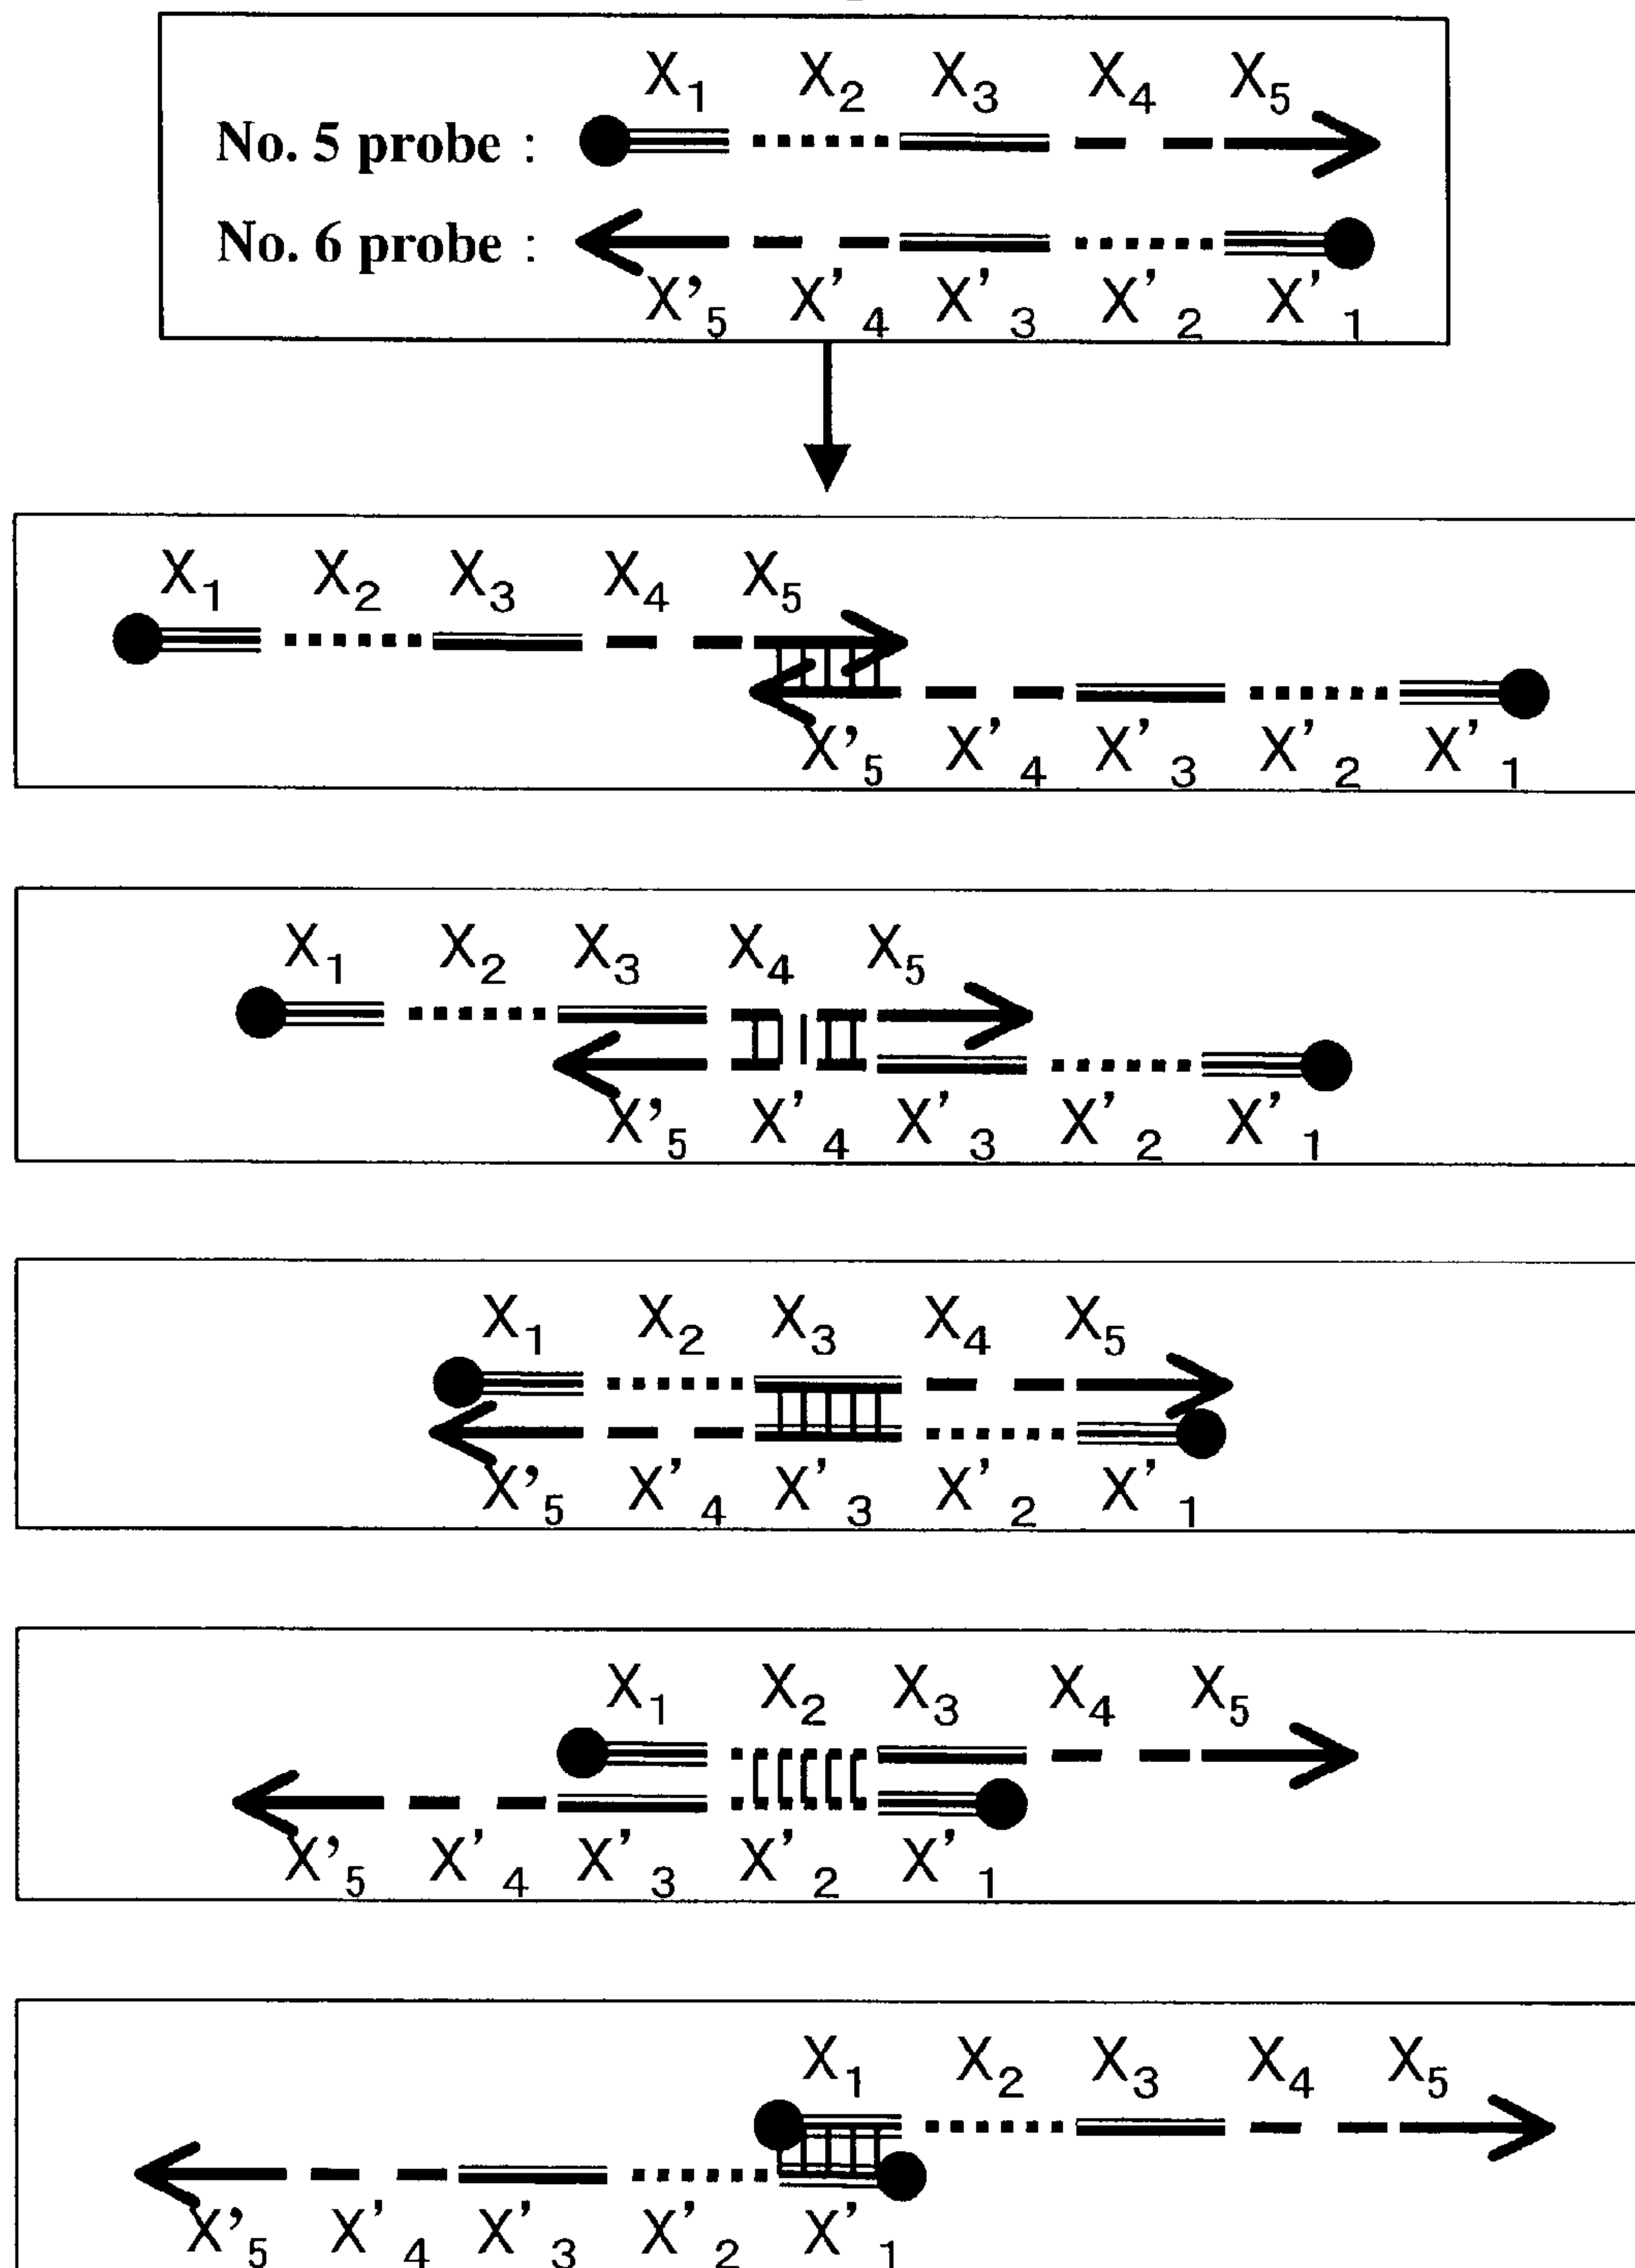 X₁ X₂ X₃ X₄ X₅
No. 5 probe :
No. 6 probe :
X'₅ X'₄ X'₃ X'₂ X'₁
X₁ X₂ X₃ X₄ X₅
X'₅ X'₄ X'₃ X'₂ X'₁
X₁ X₂ X₃ X₄ X₅
X'₅ X'₄ X'₃ X'₂ X'₁
X₁ X₂ X₃ X₄ X₅
X'₅ X'₄ X'₃ X'₂ X'₁
X₁ X₂ X₃ X₄ X₅
X'₅ X'₄ X'₃ X'₂ X'₁
X₁ X₂ X₃ X₄ X₅
X'₅ X'₄ X'₃ X'₂ X'₁